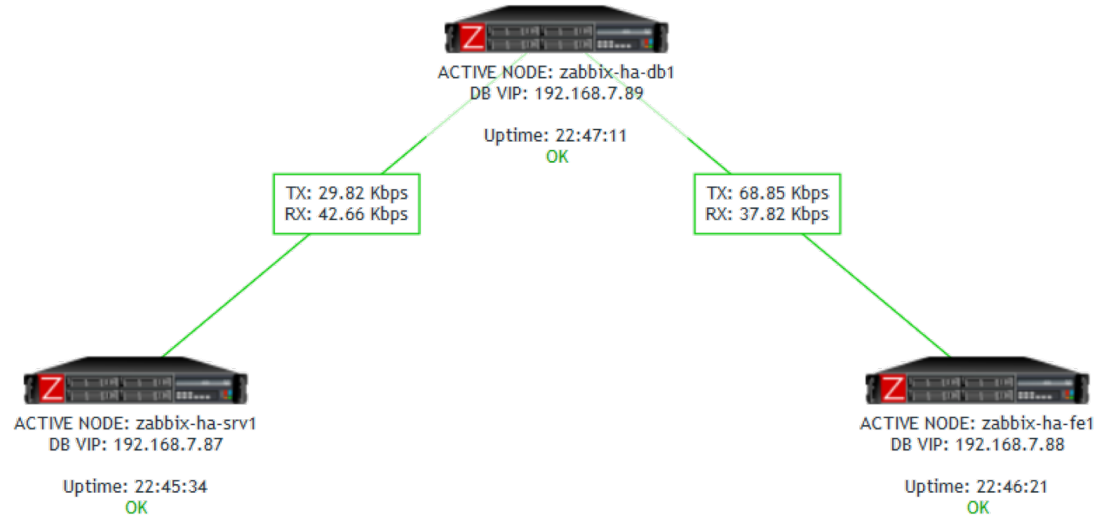 Z
ACTIVE NODE: zabbix-ha-db1
DB VIP: 192.168.7.89
Uptime: 22:47:11
OK
TX: 29.82 Kbps
RX: 42.66 Kbps
TX: 68.85 Kbps
RX: 37.82 Kbps
Z
ACTIVE NODE: zabbix-ha-srv1
DB VIP: 192.168.7.87
Uptime: 22:45:34
OK
Z
ACTIVE NODE: zabbix-ha-fe1
DB VIP: 192.168.7.88
Uptime: 22:46:21
OK